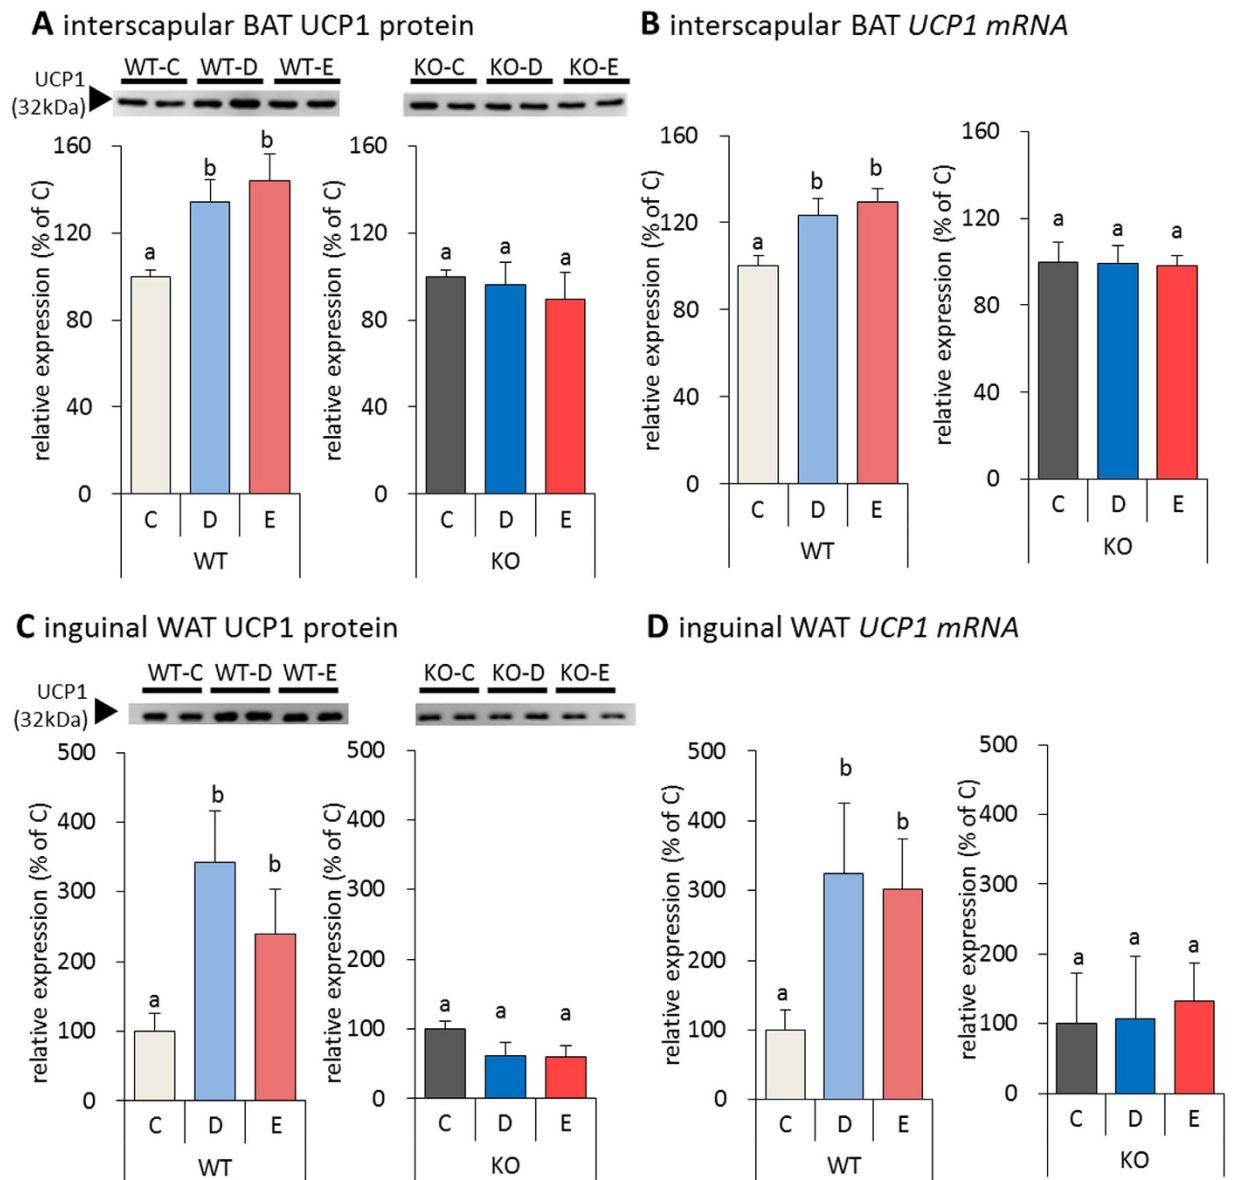 A interscapular BAT UCP1 protein
WT-C WT-D WT-E
KO-C KO-D KO-E
UCP1
(32kDa)
relative expression (% of C)
160
120
80
40
0
a
b
b
C D E
WT
relative expression (% of C)
160
120
80
40
0
a
a
a
C D E
KO
B interscapular BAT UCP1 mRNA
relative expression (% of C)
160
120
80
40
0
a
b
b
C D E
WT
relative expression (% of C)
160
120
80
40
0
a
a
a
C D E
KO
C inguinal WAT UCP1 protein
WT-C WT-D WT-E
KO-C KO-D KO-E
UCP1
(32kDa)
relative expression (% of C)
500
400
300
200
100
0
a
b
b
C D E
WT
relative expression (% of C)
500
400
300
200
100
0
a
a
a
C D E
KO
D inguinal WAT UCP1 mRNA
relative expression (% of C)
500
400
300
200
100
0
a
b
b
C D E
WT
relative expression (% of C)
500
400
300
200
100
0
a
a
a
C D E
KO